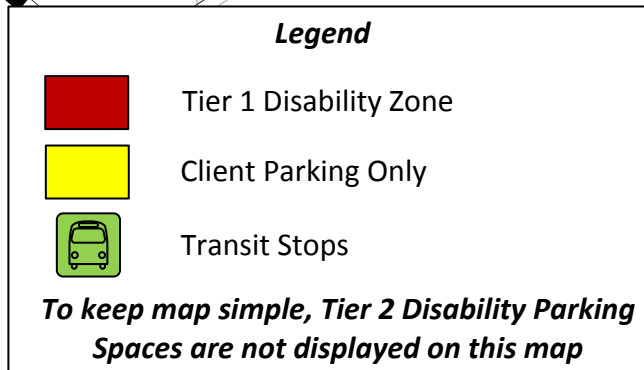 Legend
Tier 1 Disability Zone
Client Parking Only
Transit Stops
To keep map simple, Tier 2 Disability Parking
Spaces are not displayed on this map